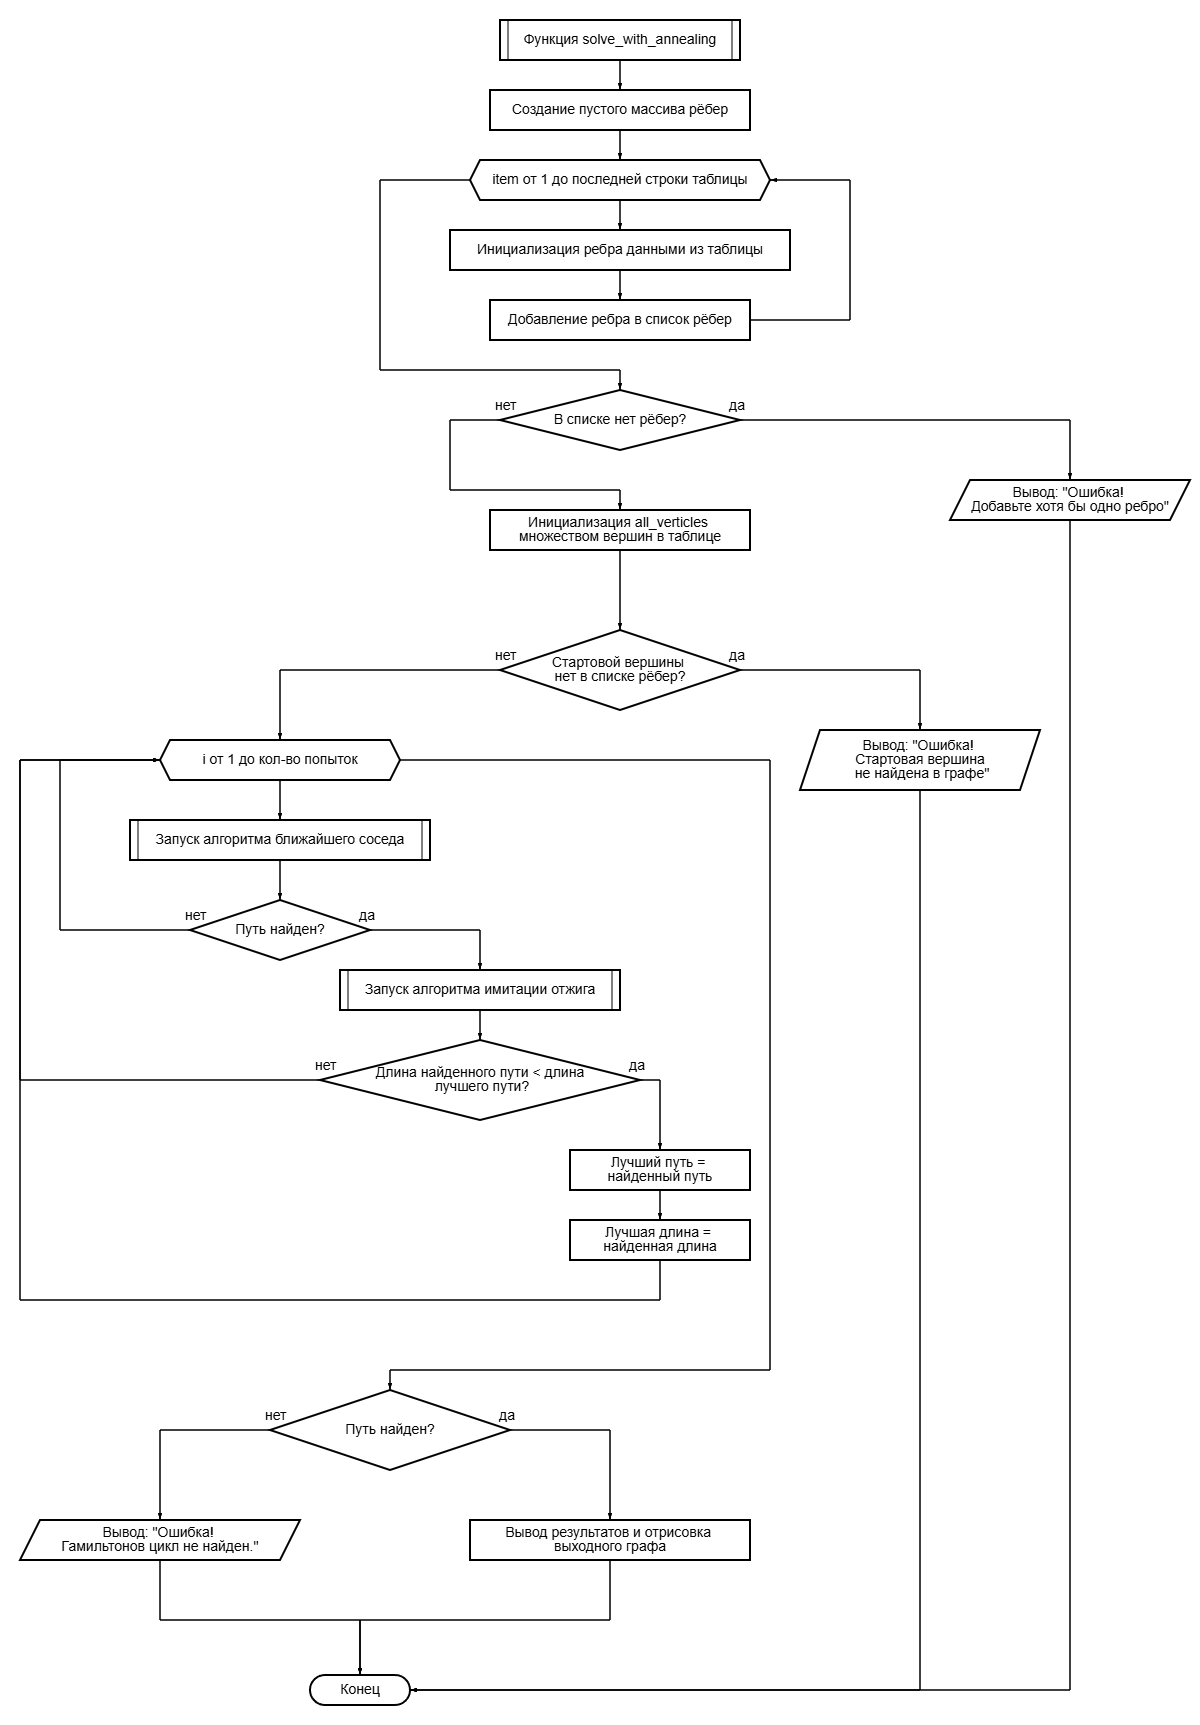 Функция solve_with_annealing
Создание пустого массива рёбер
item от 1 до последней строки таблицы
Инициализация ребра данными из таблицы
Добавление ребра в список рёбер
нет
да
В списке нет рёбер?
Вывод: "Ошибка!
Добавьте хотя бы одно ребро"
Инициализация all_verticles
множеством вершин в таблице
нет
да
Стартовой вершины
нет в списке рёбер?
Вывод: "Ошибка!
Стартовая вершина
не найдена в графе"
i от 1 до кол-во попыток
Запуск алгоритма ближайшего соседа
нет
да
Путь найден?
Запуск алгоритма имитации отжига
нет
да
Длина найденного пути < длина
лучшего пути?
Лучший путь =
найденный путь
Лучшая длина =
найденная длина
нет
да
Путь найден?
Вывод: "Ошибка!
Гамильтонов цикл не найден."
Вывод результатов и отрисовка
выходного графа
Конец